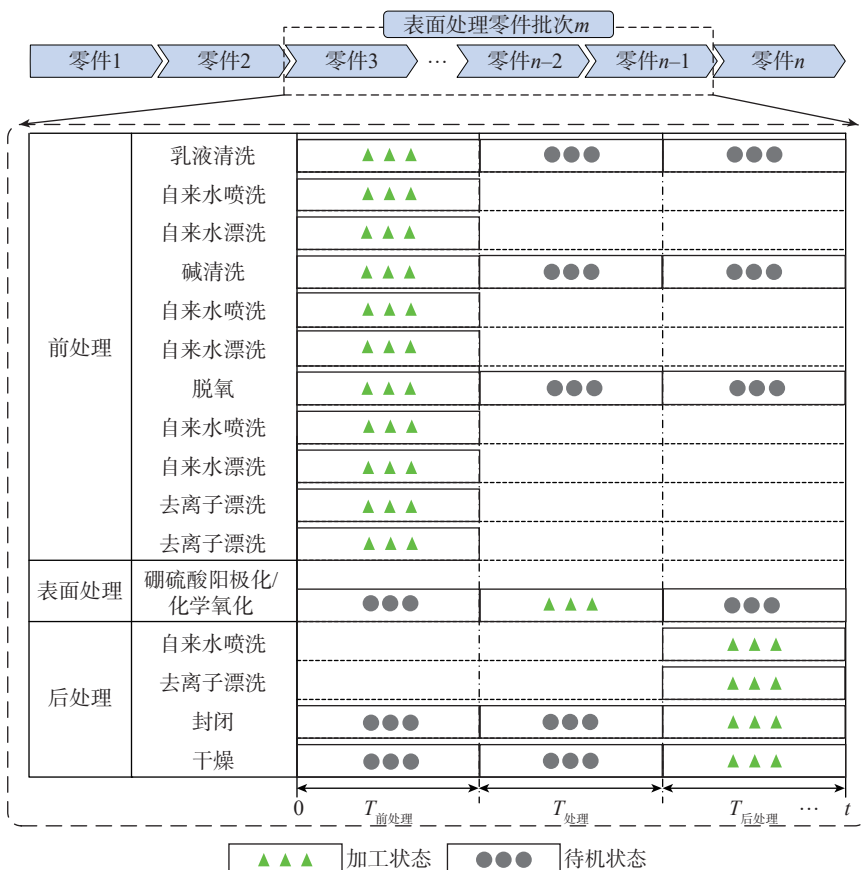 表面处理零件批次m
零件1 零件2 零件3 … 零件n–2 零件n–1 零件n
乳液清洗
自来水喷洗
自来水漂洗
碱清洗
自来水喷洗
自来水漂洗
前处理
脱氧
自来水喷洗
自来水漂洗
去离子漂洗
去离子漂洗
表面处理
硼硫酸阳极化/
化学氧化
自来水喷洗
去离子漂洗
后处理
封闭
干燥
0 T前处理 T处理 T后处理 … t
加工状态 待机状态